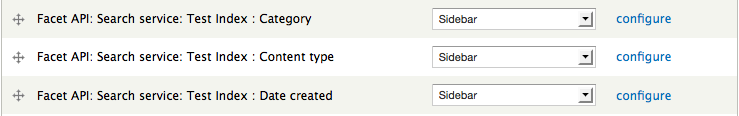 Facet API: Search service: Test Index : Category Sidebar configure
Facet API: Search service: Test Index : Content type Sidebar configure
Facet API: Search service: Test Index : Date created Sidebar configure